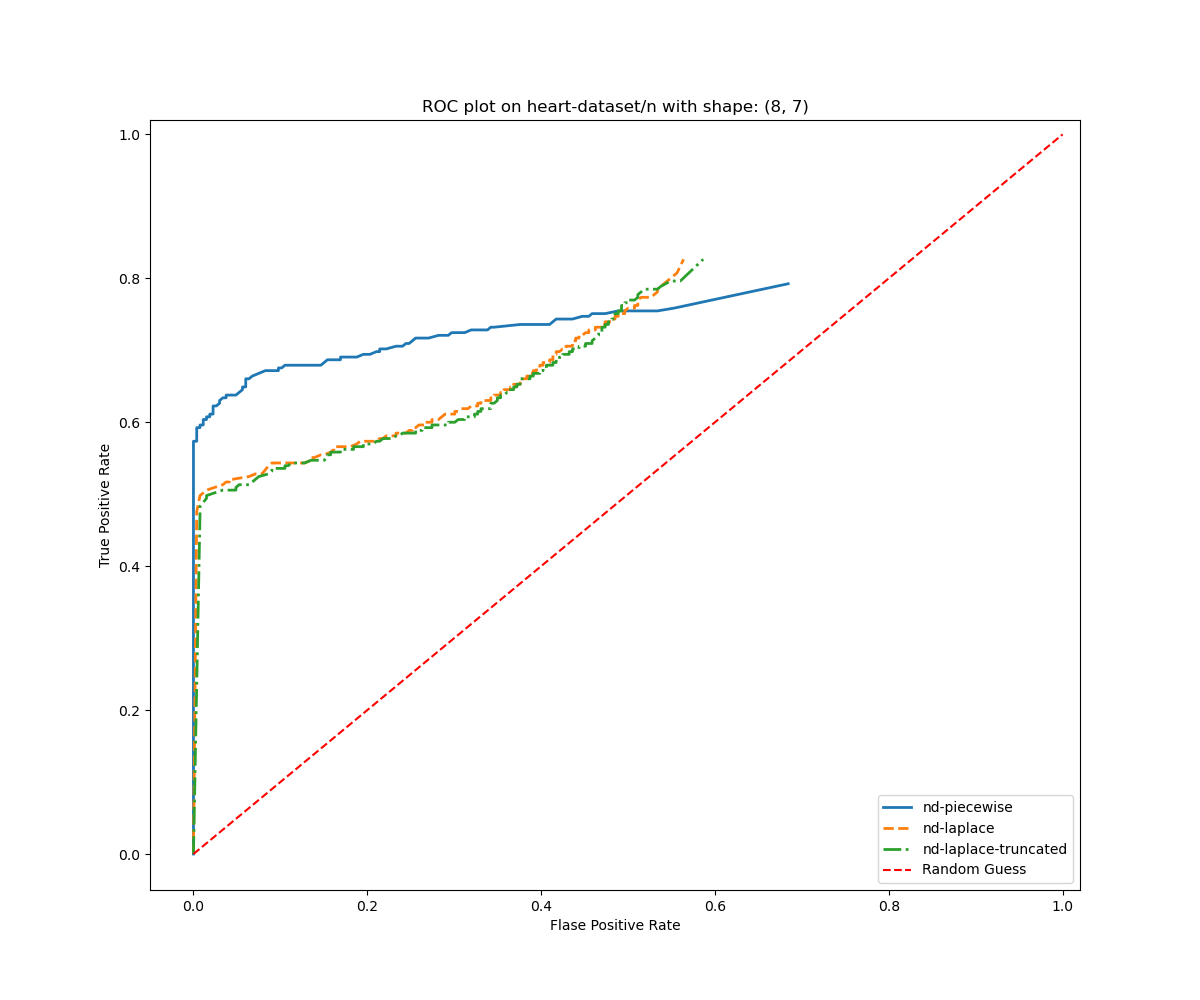 ROC plot on heart-dataset/n with shape: (8, 7)
True Positive Rate
1.0
0.8
0.6
0.4
0.2
0.0
0.0 0.2 0.4 0.6 0.8 1.0
Flase Positive Rate
nd-piecewise
nd-laplace
nd-laplace-truncated
Random Guess